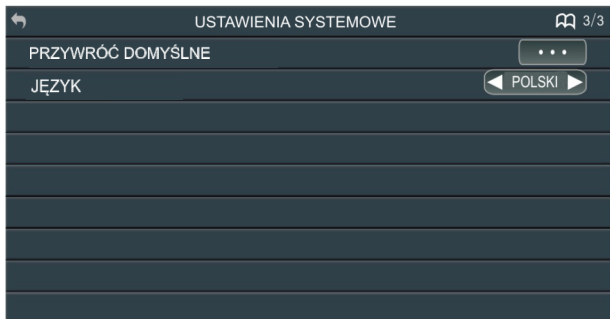 USTAWIENIA SYSTEMOWE 3/3
PRZYWRÓĆ DOMYŚLNE ...
JĘZYK POLSKI